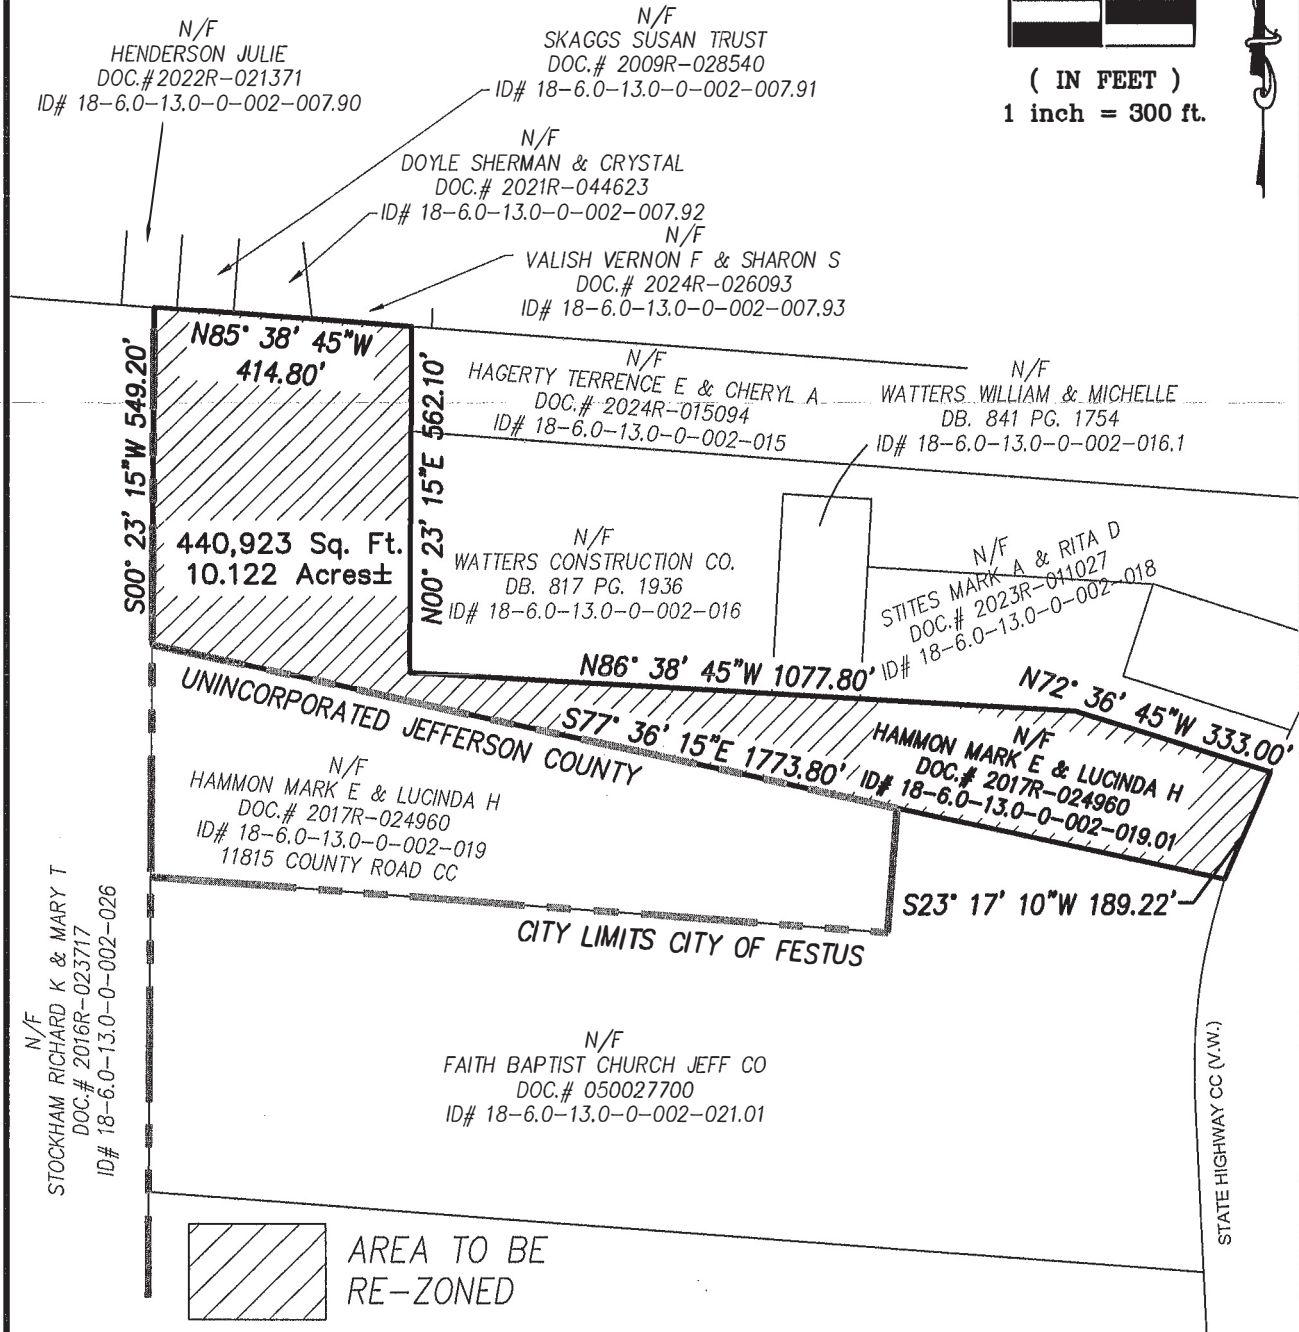 N/F
HENDERSON JULIE
DOC.# 2022R-021371
ID# 18-6.0-13.0-0-002-007.90
N/F
SKAGGS SUSAN TRUST
DOC.# 2009R-028540
ID# 18-6.0-13.0-0-002-007.91
( IN FEET )
1 inch = 300 ft.
N/F
DOYLE SHERMAN & CRYSTAL
DOC.# 2021R-044623
ID# 18-6.0-13.0-0-002-007.92
N/F
VALISH VERNON F & SHARON S
DOC.# 2024R-026093
ID# 18-6.0-13.0-0-002-007.93
N85° 38' 45"W
414.80'
S00° 23' 15"W 549.20'
N00° 23' 15"E 562.10'
N/F
HAGERTY TERRENCE E & CHERYL A
DOC.# 2024R-015094
ID# 18-6.0-13.0-0-002-015
N/F
WATTERS WILLIAM & MICHELLE
DB. 841 PG. 1754
ID# 18-6.0-13.0-0-002-016.1
440,923 Sq. Ft.
10.122 Acres±
N/F
WATTERS CONSTRUCTION CO.
DB. 817 PG. 1936
ID# 18-6.0-13.0-0-002-016
N/F
STITES MARK A & RITA D
DOC.# 2023R-011027
ID# 18-6.0-13.0-0-002-018
N86° 38' 45"W 1077.80'
N72° 36' 45"W 333.00'
UNINCORPORATED JEFFERSON COUNTY
S77° 36' 15"E 1773.80'
N/F
HAMMON MARK E & LUCINDA H
DOC.# 2017R-024960
ID# 18-6.0-13.0-0-002-019.01
N/F
HAMMON MARK E & LUCINDA H
DOC.# 2017R-024960
ID# 18-6.0-13.0-0-002-019
11815 COUNTY ROAD CC
S23° 17' 10"W 189.22'
CITY LIMITS CITY OF FESTUS
N/F
STOCKHAM RICHARD K & MARY T
DOC.# 2016R-023717
ID# 18-6.0-13.0-0-002-026
N/F
FAITH BAPTIST CHURCH JEFF CO
DOC.# 050027700
ID# 18-6.0-13.0-0-002-021.01
STATE HIGHWAY CC (V.W.)
AREA TO BE
RE-ZONED